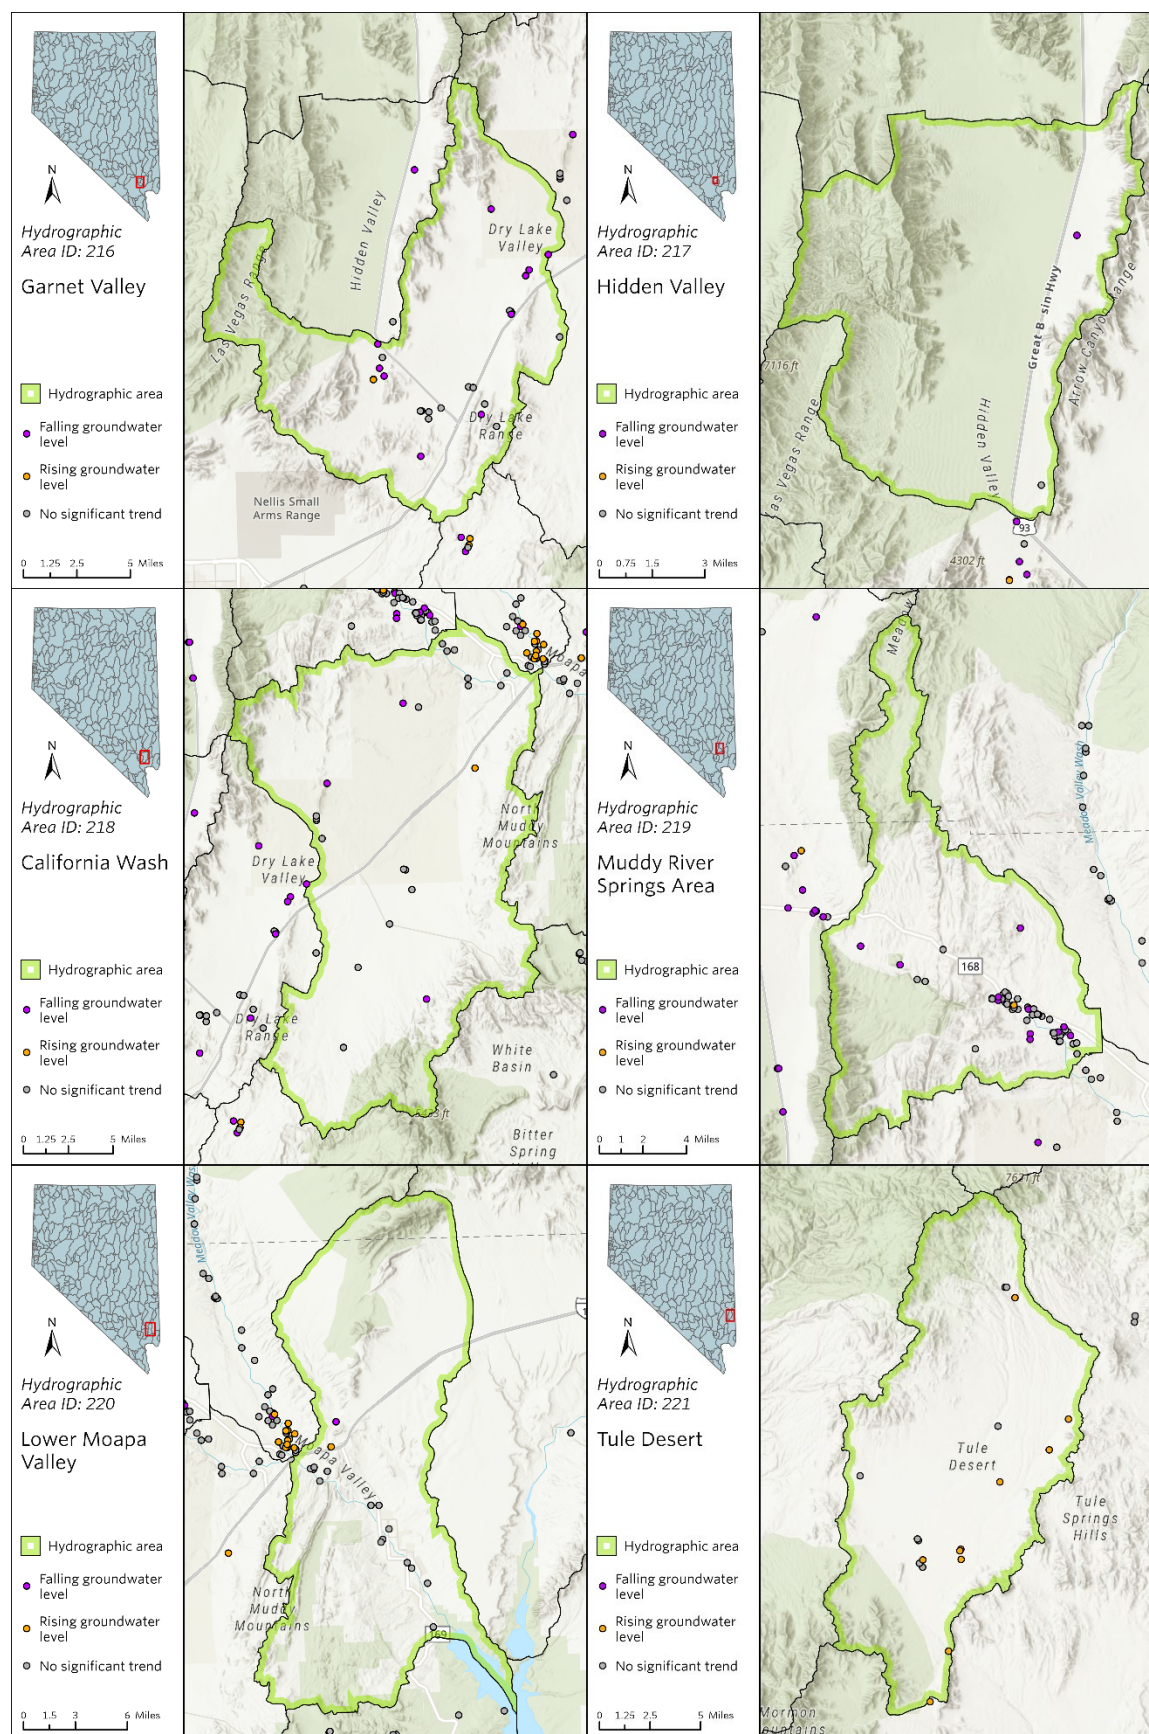 N
Hydrographic
Area ID: 216
Garnet Valley
Hydrographic area
Falling groundwater
level
Rising groundwater
level
No significant trend
0 1.25 2.5 5 Miles
Hidden Valley
Las Vegas Range
Dry Lake
Valley
Dry Lake
Range
Nellis Small
Arms Range
N
Hydrographic
Area ID: 217
Hidden Valley
Hydrographic area
Falling groundwater
level
Rising groundwater
level
No significant trend
0 0.75 1.5 3 Miles
7116 ft
Las Vegas Range
Great B sin Hwy
Arrow Canyon Range
Hidden Valley
93
4302 ft
N
Hydrographic
Area ID: 218
California Wash
Hydrographic area
Falling groundwater
level
Rising groundwater
level
No significant trend
0 1.25 2.5 5 Miles
Moapa
North
Muddy
Mountains
Dry Lake
Valley
Dry Lake
Range
White
Basin
Bitter
Spring
N
Hydrographic
Area ID: 219
Muddy River
Springs Area
Hydrographic area
Falling groundwater
level
Rising groundwater
level
No significant trend
0 1 2 4 Miles
Meadow
Meadow Valley Wash
168
N
Hydrographic
Area ID: 220
Lower Moapa
Valley
Hydrographic area
Falling groundwater
level
Rising groundwater
level
No significant trend
0 1.5 3 6 Miles
Meadow Valley Was
Moapa Valley
North
Muddy
Mountains
169
N
Hydrographic
Area ID: 221
Tule Desert
Hydrographic area
Falling groundwater
level
Rising groundwater
level
No significant trend
0 1.25 2.5 5 Miles
7621 ft
Tule
Desert
Tule
Springs
Hills
Mormon
ountains